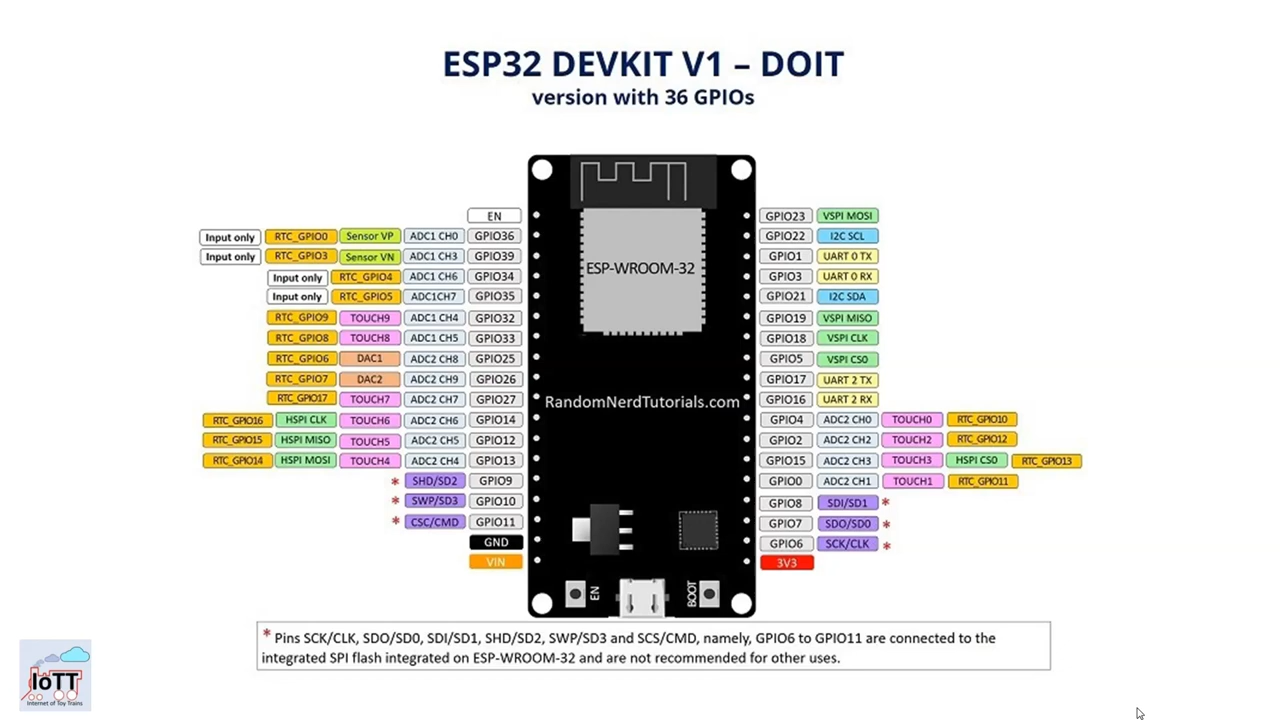 ESP32 DEVKIT V1 – DOIT
version with 36 GPIOs
EN
Input only RTC_GPIO0 Sensor VP ADC1 CH0 GPIO36
Input only RTC_GPIO3 Sensor VN ADC1 CH3 GPIO39
Input only RTC_GPIO4 ADC1 CH6 GPIO34
Input only RTC_GPIO5 ADC1CH7 GPIO35
RTC_GPIO9 TOUCH9 ADC1 CH4 GPIO32
RTC_GPIO8 TOUCH8 ADC1 CH5 GPIO33
RTC_GPIO6 DAC1 ADC2 CH8 GPIO25
RTC_GPIO7 DAC2 ADC2 CH9 GPIO26
RTC_GPIO17 TOUCH7 ADC2 CH7 GPIO27
RTC_GPIO16 HSPI CLK TOUCH6 ADC2 CH6 GPIO14
RTC_GPIO15 HSPI MISO TOUCH5 ADC2 CH5 GPIO12
RTC_GPIO14 HSPI MOSI TOUCH4 ADC2 CH4 GPIO13
* SHD/SD2 GPIO9
* SWP/SD3 GPIO10
* CSC/CMD GPIO11
GND
VIN
ESP-WROOM-32
RandomNerdTutorials.com
EN
BOOT
GPIO23 VSPI MOSI
GPIO22 I2C SCL
GPIO1 UART 0 TX
GPIO3 UART 0 RX
GPIO21 I2C SDA
GPIO19 VSPI MISO
GPIO18 VSPI CLK
GPIO5 VSPI CS0
GPIO17 UART 2 TX
GPIO16 UART 2 RX
GPIO4 ADC2 CH0 TOUCH0 RTC_GPIO10
GPIO2 ADC2 CH2 TOUCH2 RTC_GPIO12
GPIO15 ADC2 CH3 TOUCH3 HSPI CS0 RTC_GPIO13
GPIO0 ADC2 CH1 TOUCH1 RTC_GPIO11
GPIO8 SDI/SD1 *
GPIO7 SDO/SD0 *
GPIO6 SCK/CLK *
3V3
* Pins SCK/CLK, SDO/SD0, SDI/SD1, SHD/SD2, SWP/SD3 and SCS/CMD, namely, GPIO6 to GPIO11 are connected to the
integrated SPI flash integrated on ESP-WROOM-32 and are not recommended for other uses.
IoTT
Internet of Toy Trains